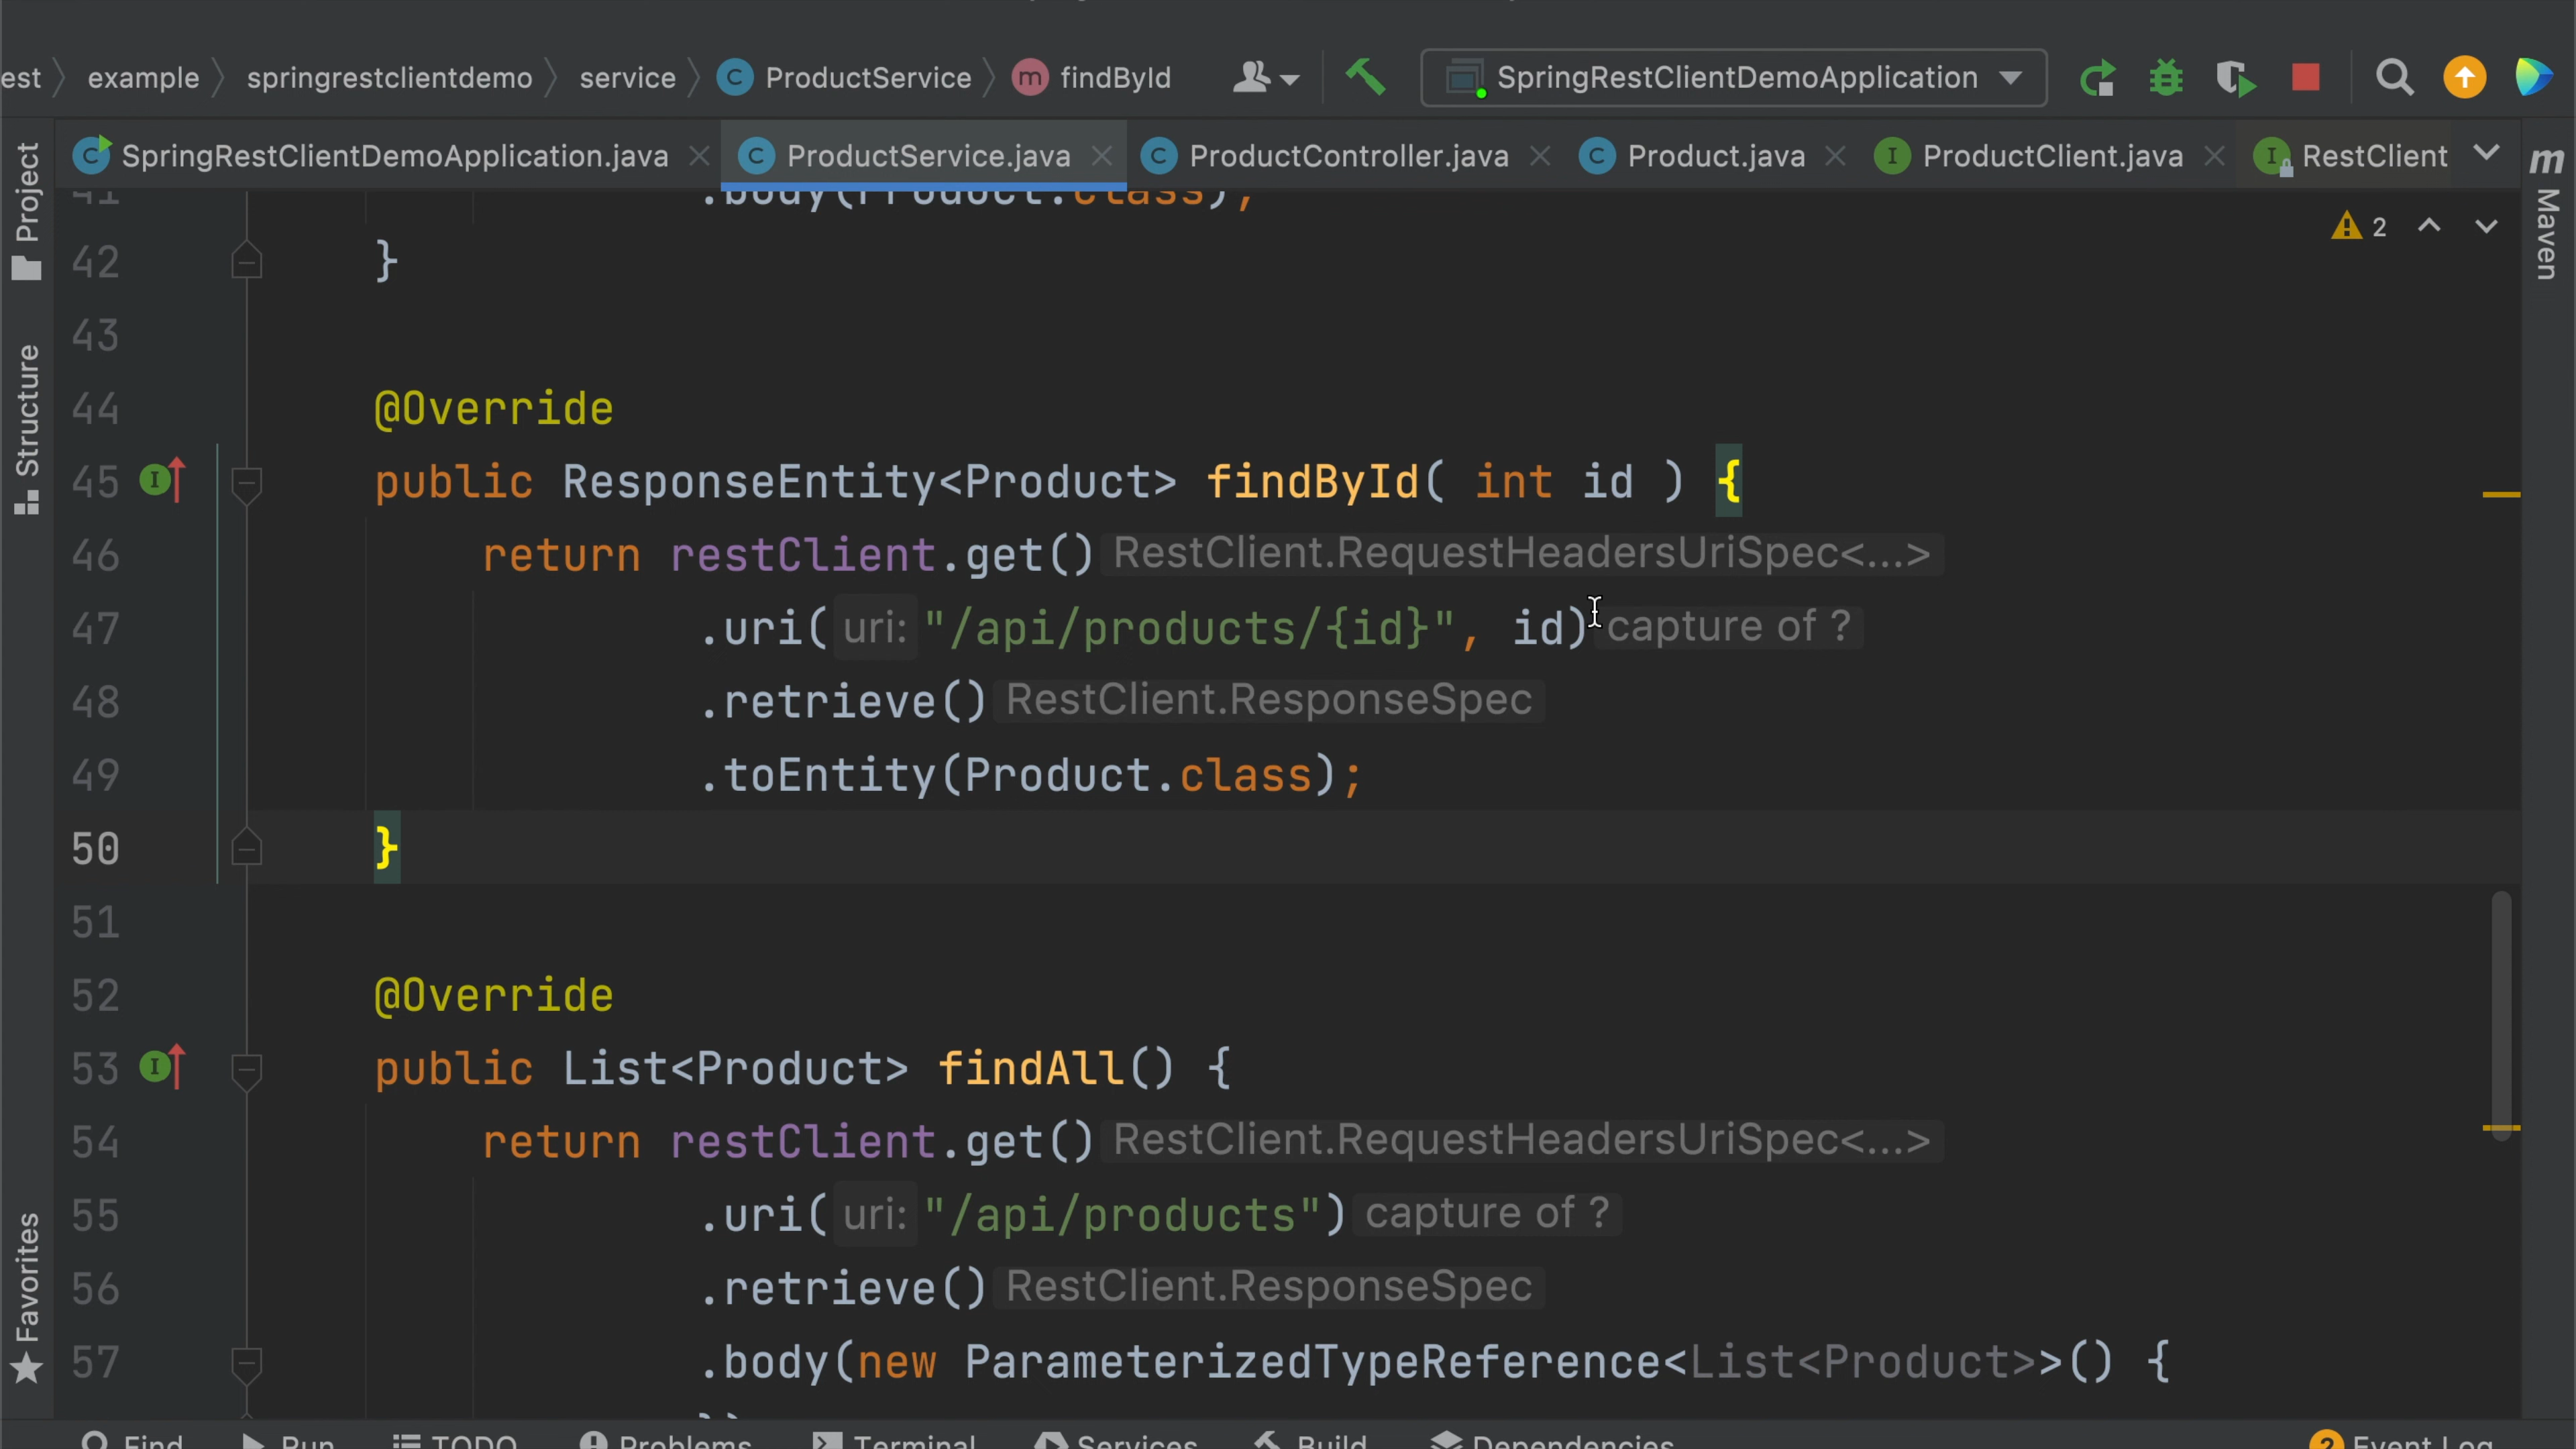 est example springrestclientdemo service C ProductService m findById SpringRestClientDemoApplication
SpringRestClientDemoApplication.java ProductService.java ProductController.java Product.java ProductClient.java RestClient
Project
Structure
Favorites
m Maven
2
41 .body(Product.class);
42 }
43
44 @Override
45 public ResponseEntity<Product> findById( int id ) {
46 return restClient.get() RestClient.RequestHeadersUriSpec<...>
47 .uri( uri: "/api/products/{id}", id) capture of ?
48 .retrieve() RestClient.ResponseSpec
49 .toEntity(Product.class);
50 }
51
52 @Override
53 public List<Product> findAll() {
54 return restClient.get() RestClient.RequestHeadersUriSpec<...>
55 .uri( uri: "/api/products") capture of ?
56 .retrieve() RestClient.ResponseSpec
57 .body(new ParameterizedTypeReference<List<Product>>() {
Find Run TODO Problems Terminal Services Build Dependencies 2 Event Log